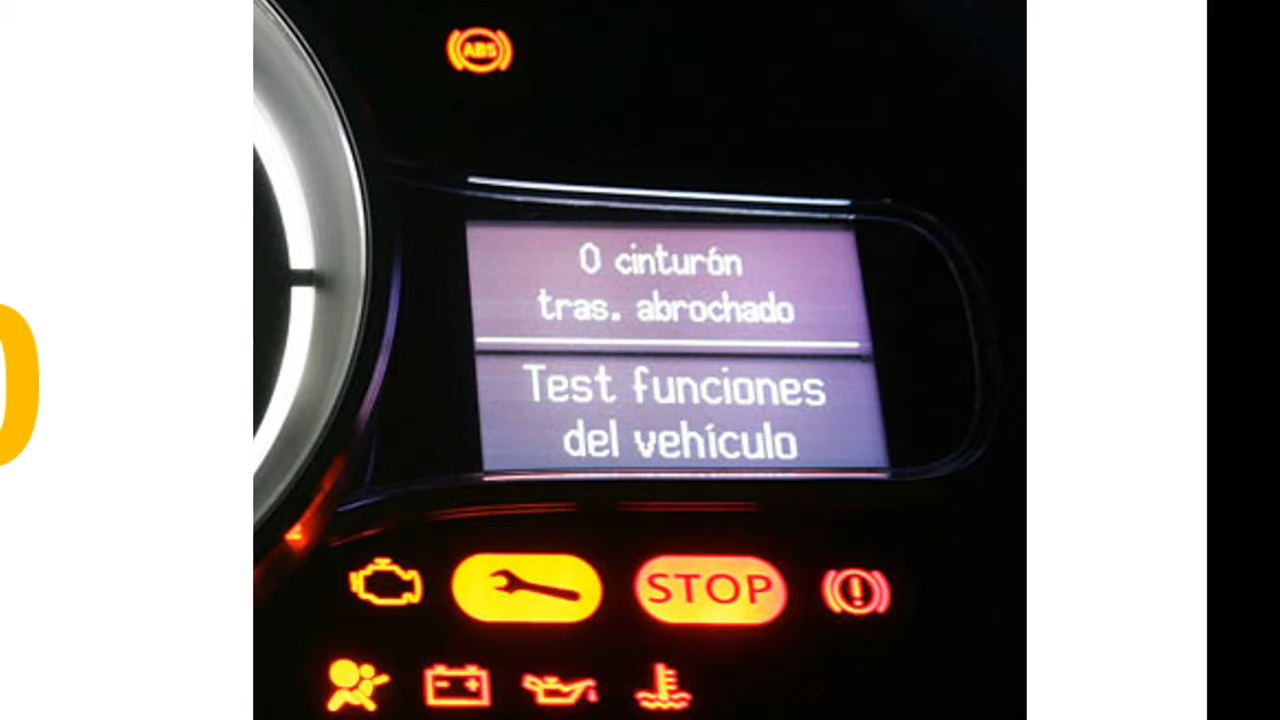 ABS
0 cinturón
tras. abrochado
Test funciones
del vehículo
STOP